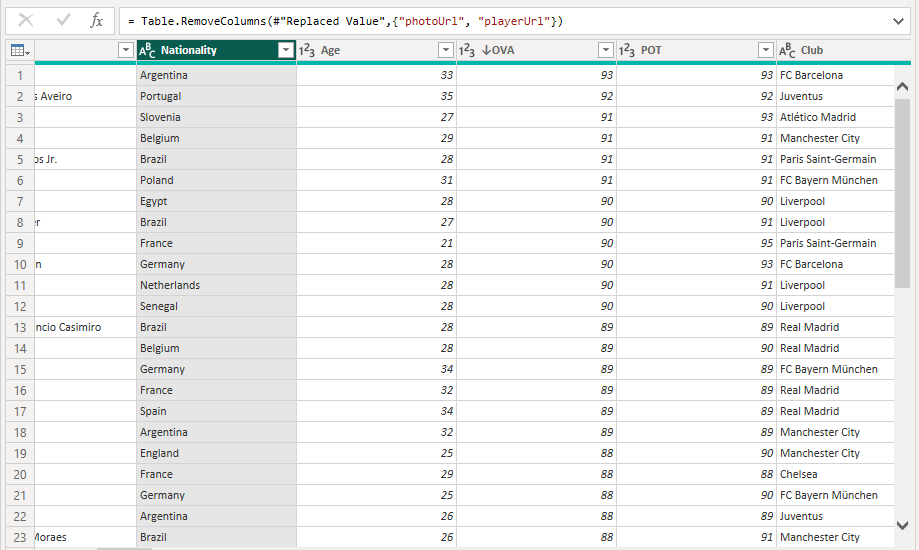 fx = Table.RemoveColumns(#"Replaced Value",{"photoUrl", "playerUrl"})
ABC Nationality 123 Age 123 ↓OVA 123 POT ABC Club
1 Argentina 33 93 93 FC Barcelona
2 s Aveiro Portugal 35 92 92 Juventus
3 Slovenia 27 91 93 Atlético Madrid
4 Belgium 29 91 91 Manchester City
5 os Jr. Brazil 28 91 91 Paris Saint-Germain
6 Poland 31 91 91 FC Bayern München
7 Egypt 28 90 90 Liverpool
8 er Brazil 27 90 91 Liverpool
9 France 21 90 95 Paris Saint-Germain
10 n Germany 28 90 93 FC Barcelona
11 Netherlands 28 90 91 Liverpool
12 Senegal 28 90 90 Liverpool
13 ncio Casimiro Brazil 28 89 89 Real Madrid
14 Belgium 28 89 90 Real Madrid
15 Germany 34 89 89 FC Bayern München
16 France 32 89 89 Real Madrid
17 Spain 34 89 89 Real Madrid
18 Argentina 32 89 89 Manchester City
19 England 25 88 90 Manchester City
20 France 29 88 88 Chelsea
21 Germany 25 88 90 FC Bayern München
22 Argentina 26 88 89 Juventus
23 Moraes Brazil 26 88 91 Manchester City